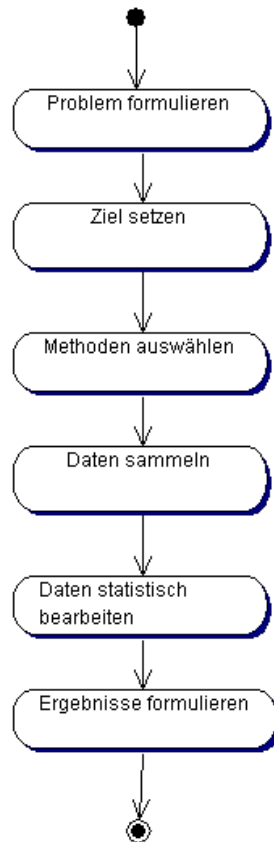 Problem formulieren
Ziel setzen
Methoden auswählen
Daten sammeln
Daten statistisch
bearbeiten
Ergebnisse formulieren